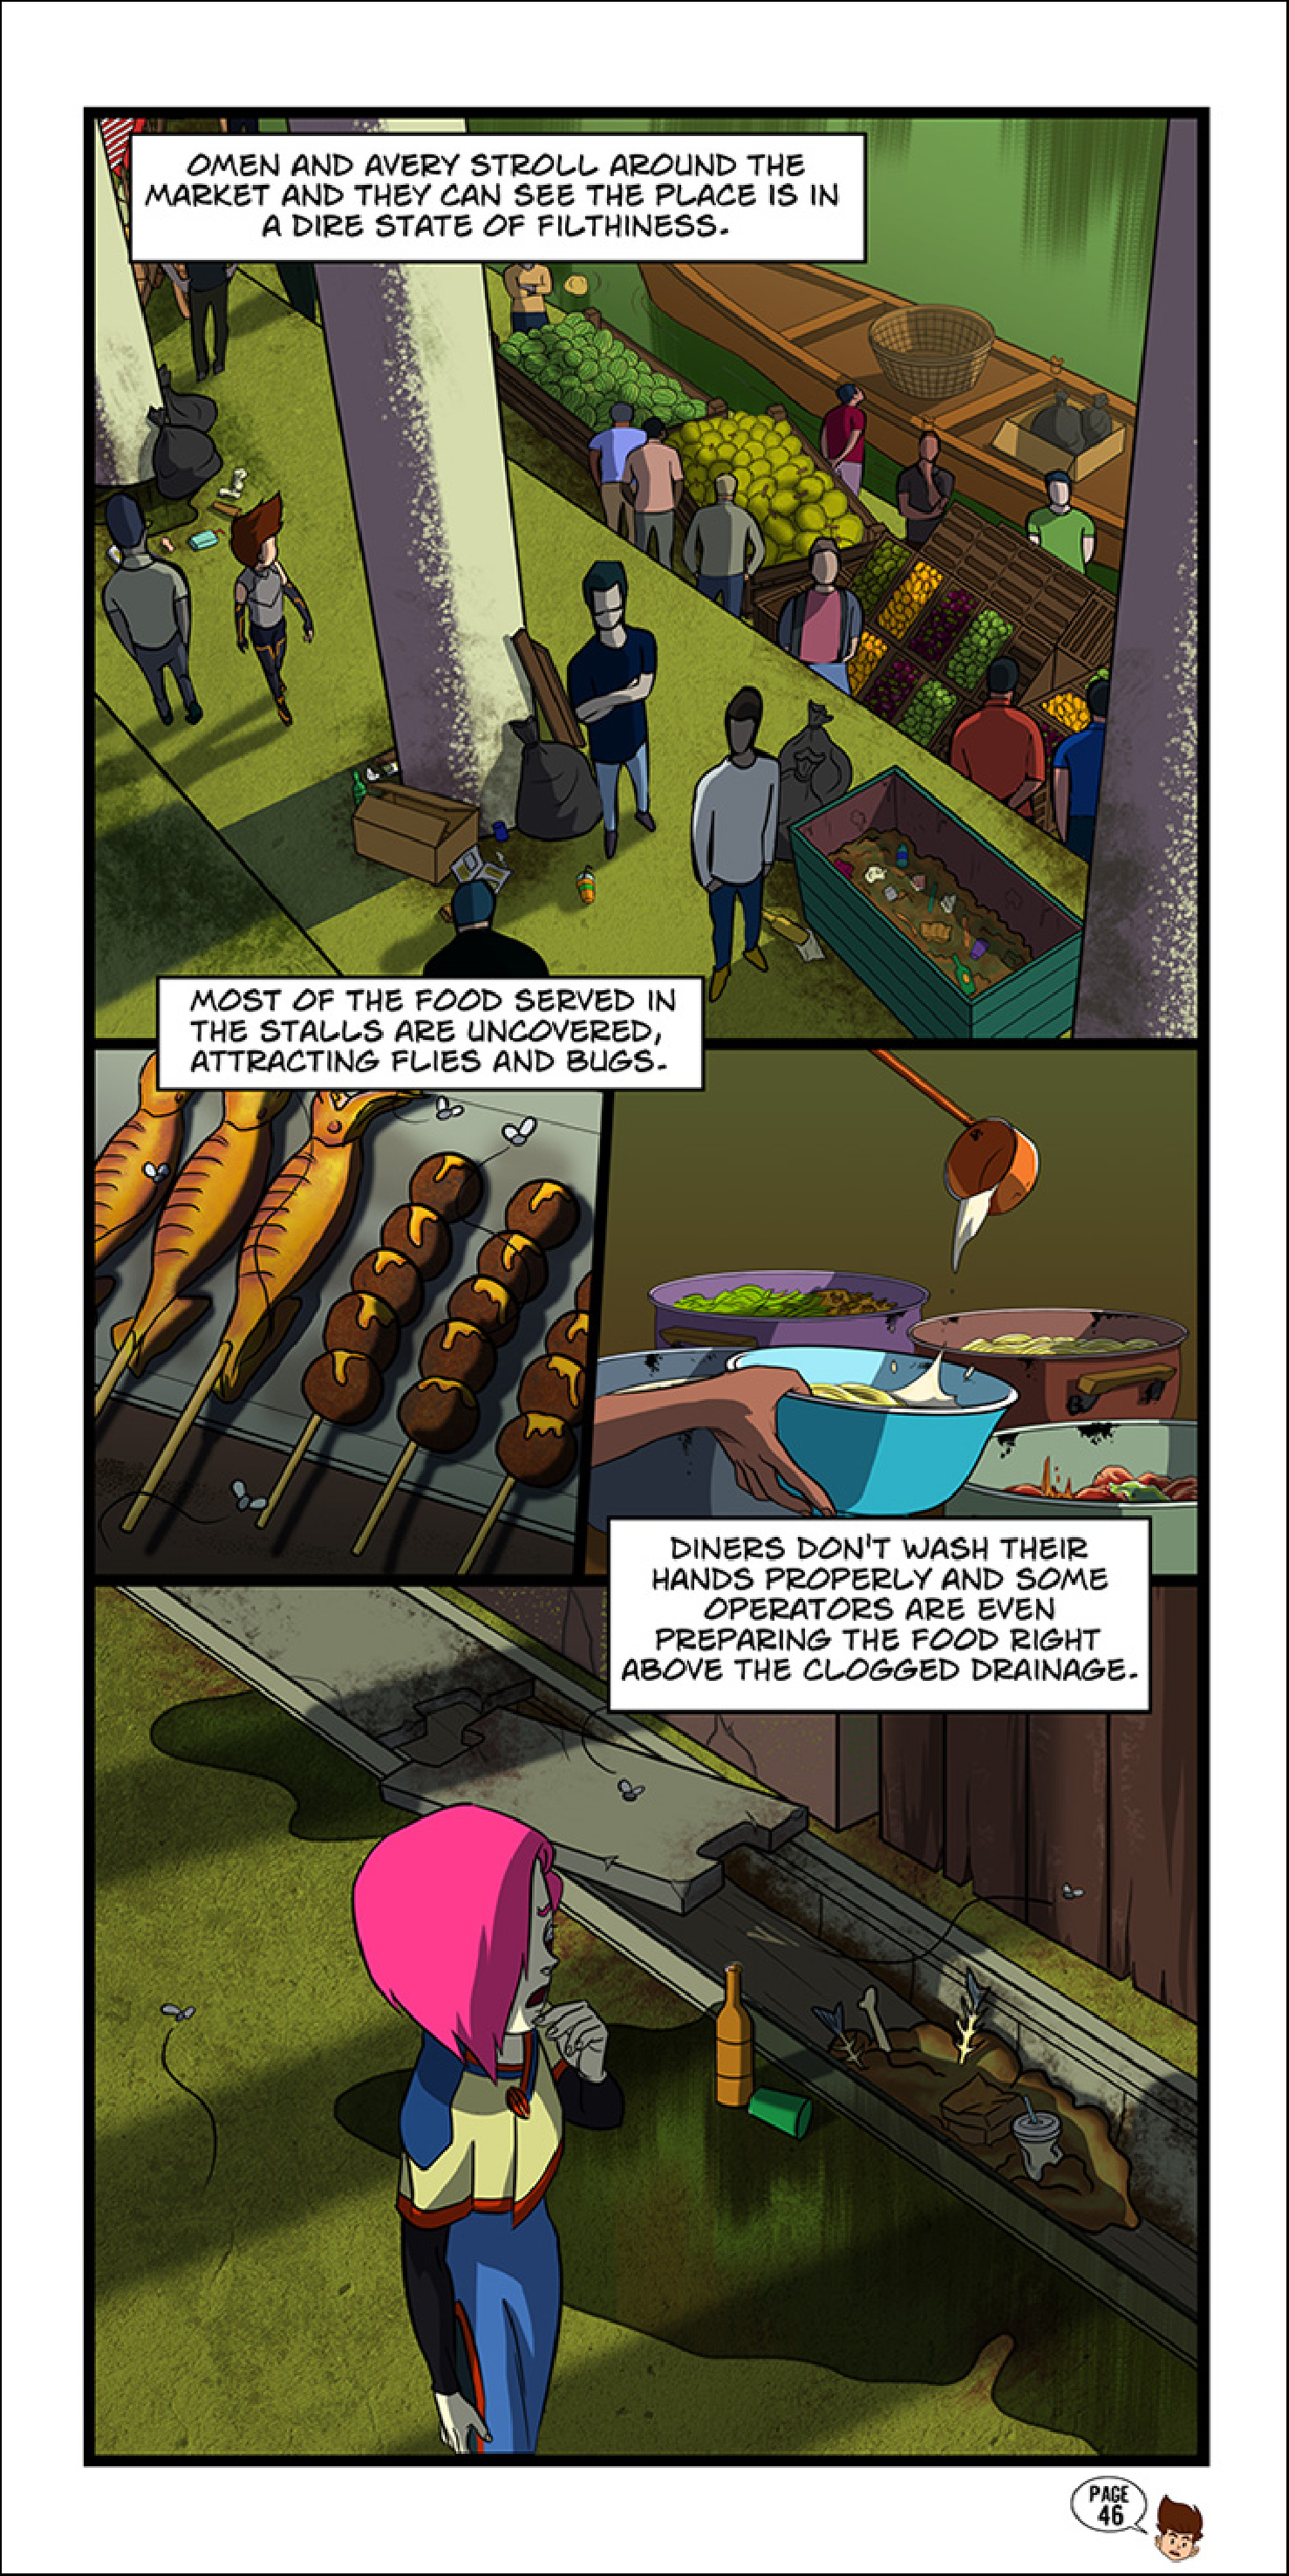 OMEN AND AVERY STROLL AROUND THE
MARKET AND THEY CAN SEE THE PLACE IS IN
A DIRE STATE OF FILTHINESS.
MOST OF THE FOOD SERVED IN
THE STALLS ARE UNCOVERED,
ATTRACTING FLIES AND BUGS.
DINERS DON'T WASH THEIR
HANDS PROPERLY AND SOME
OPERATORS ARE EVEN
PREPARING THE FOOD RIGHT
ABOVE THE CLOGGED DRAINAGE.
PAGE
46